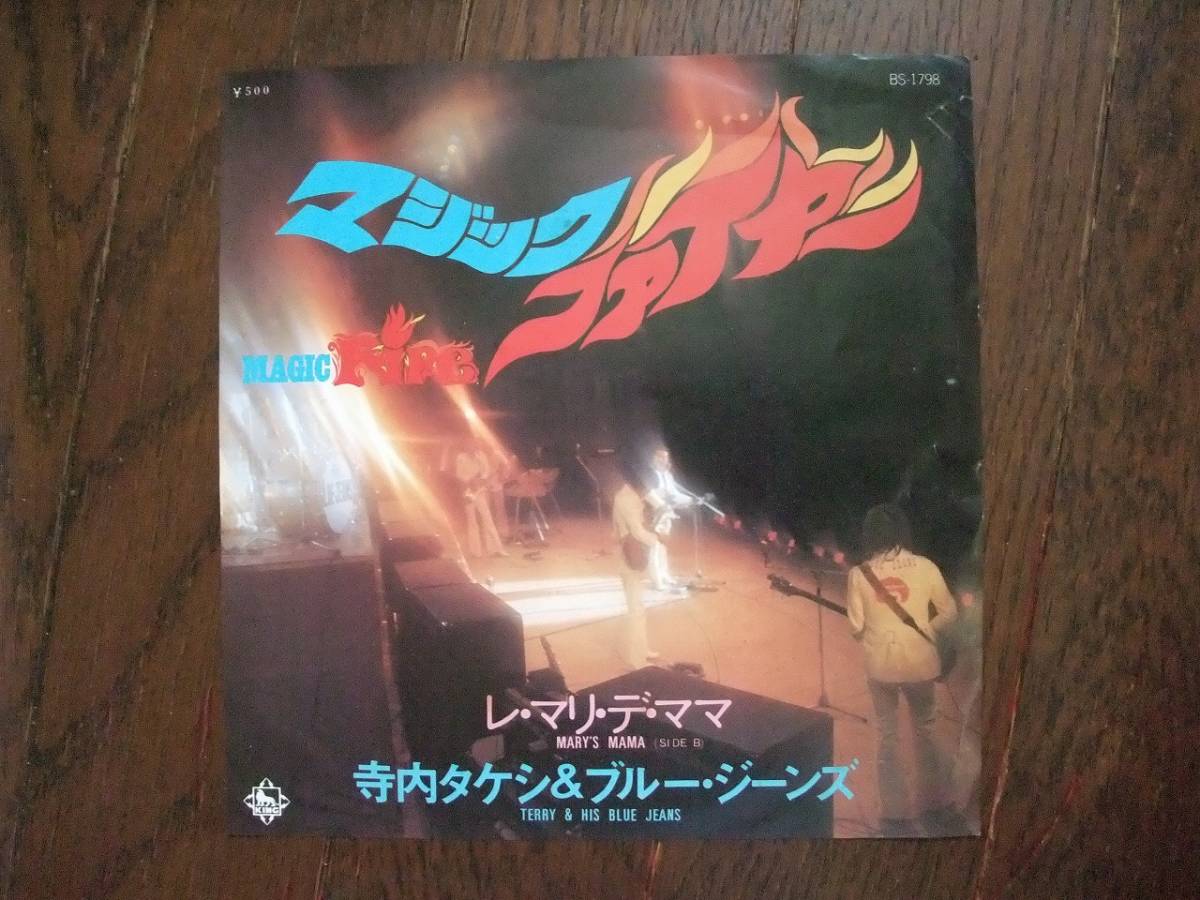 ¥500
BS-1798
マジック
ファイヤー
MAGIC FIRE
レ・マリ・デ・ママ
MARY'S MAMA (SIDE B)
寺内タケシ&ブルー・ジーンズ
TERRY & HIS BLUE JEANS
KING